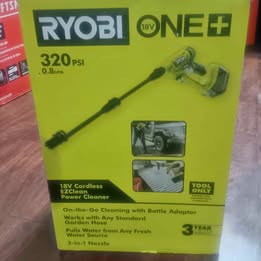 RYOBI 18V ONE+
320 PSI
0.8 GPM
18V Cordless
EZClean
Power Cleaner
TOOL
ONLY
On-the-Go Cleaning with Bottle Adaptor
Works with Any Standard
Garden Hose
Pulls Water from Any Fresh
Water Source
3-in-1 Nozzle
3 YEAR